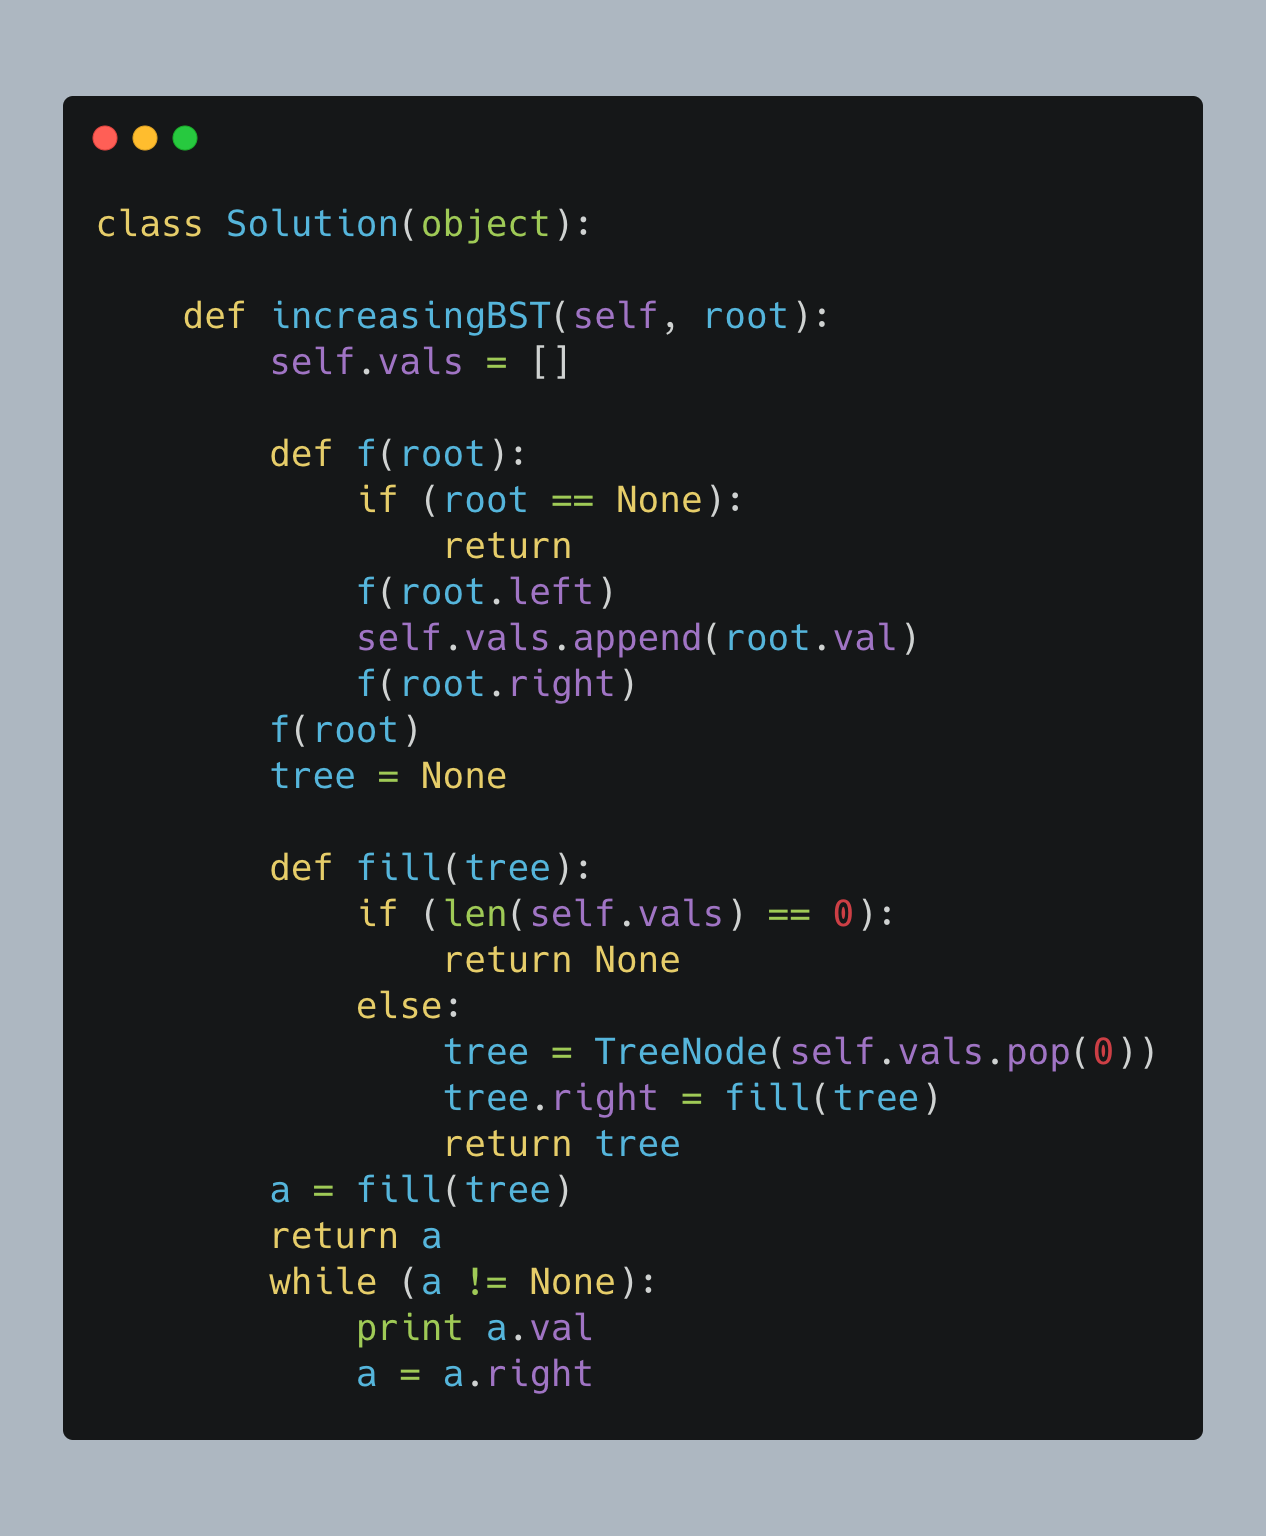 class Solution(object):

    def increasingBST(self, root):
        self.vals = []

        def f(root):
            if (root == None):
                return
            f(root.left)
            self.vals.append(root.val)
            f(root.right)
        f(root)
        tree = None

        def fill(tree):
            if (len(self.vals) == 0):
                return None
            else:
                tree = TreeNode(self.vals.pop(0))
                tree.right = fill(tree)
                return tree
        a = fill(tree)
        return a
        while (a != None):
            print a.val
            a = a.right